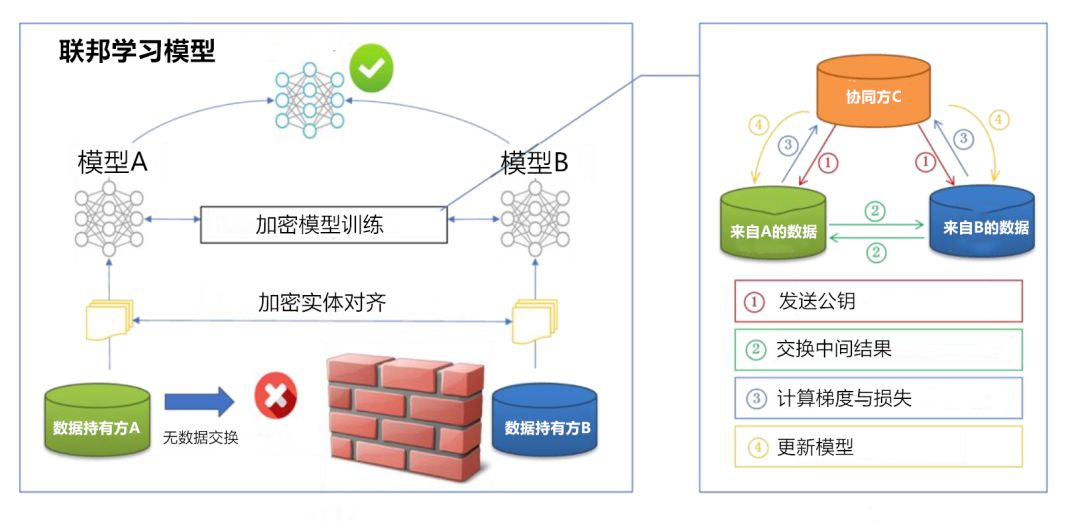 联邦学习模型
模型A
模型B
加密模型训练
加密实体对齐
数据持有方A
无数据交换
数据持有方B
协同方C
④
③
①
①
③
④
来自A的数据
②
②
来自B的数据
① 发送公钥
② 交换中间结果
③ 计算梯度与损失
④ 更新模型